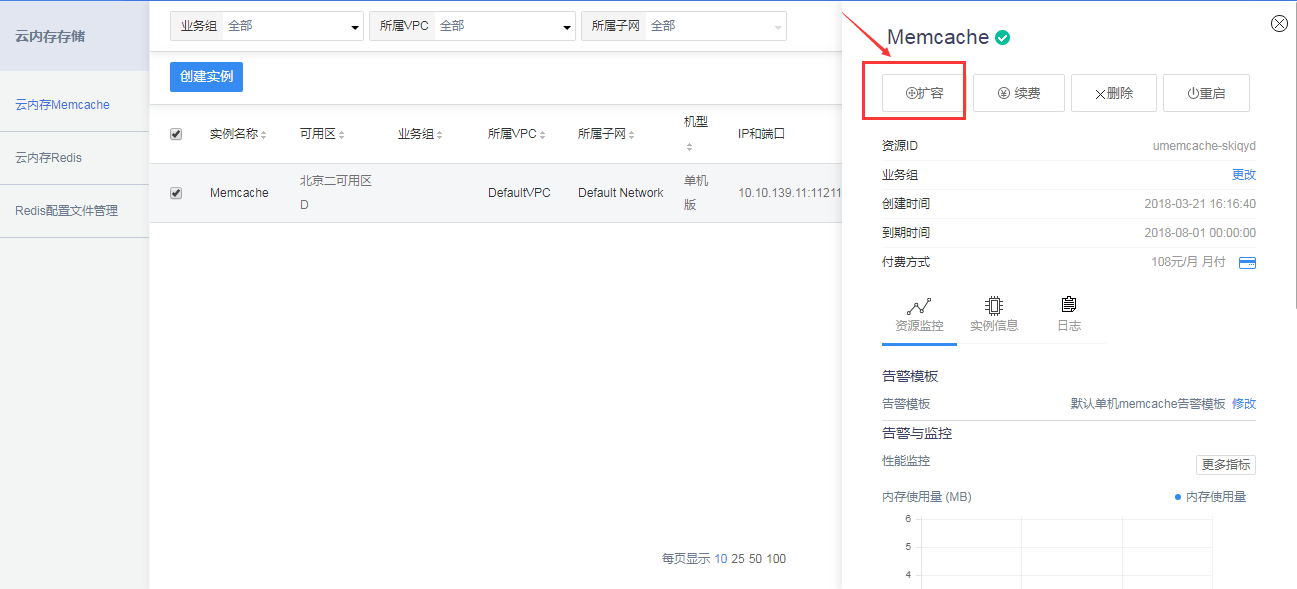 云内存存储
云内存Memcache
云内存Redis
Redis配置文件管理
业务组 全部 所属VPC 全部 所属子网 全部
创建实例
实例名称 可用区 业务组 所属VPC 所属子网 机型 IP和端口
Memcache 北京二可用区D DefaultVPC Default Network 单机版 10.10.139.11:11211
每页显示 10 25 50 100
Memcache
扩容 续费 删除 重启
资源ID umemcache-skiqyd
业务组 更改
创建时间 2018-03-21 16:16:40
到期时间 2018-08-01 00:00:00
付费方式 108元/月 月付
资源监控 实例信息 日志
告警模板
告警模板 默认单机memcache告警模板 修改
告警与监控
性能监控 更多指标
内存使用量 (MB) 内存使用量
6
5
4